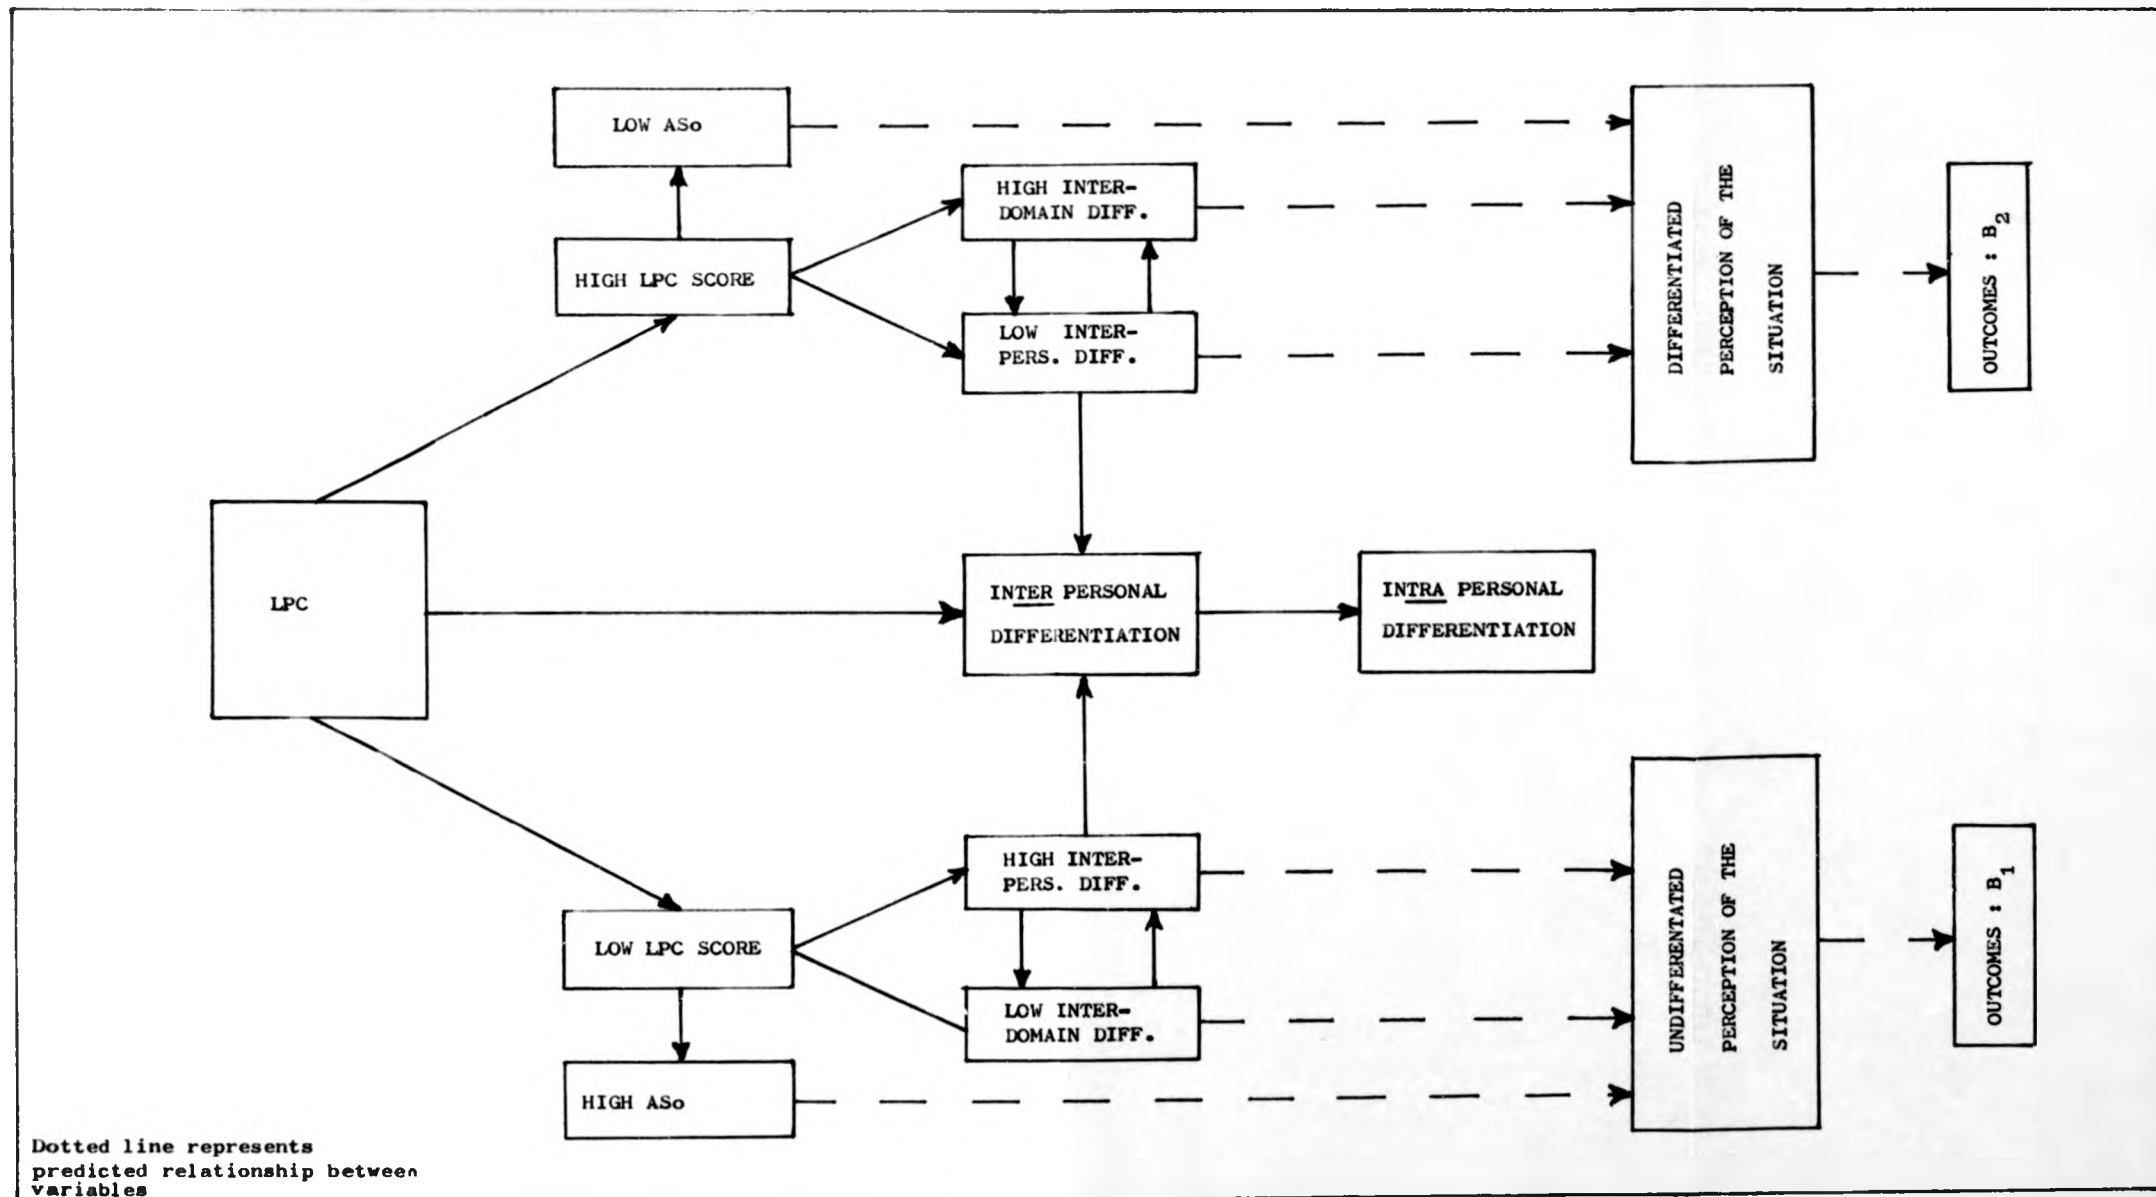 LOW ASo
HIGH INTER-
DOMAIN DIFF.
HIGH LPC SCORE
LOW INTER-
PERS. DIFF.
DIFFERENTIATED
PERCEPTION OF THE
SITUATION
OUTCOMES : B2
LPC
INTER PERSONAL
DIFFERENTIATION
INTRA PERSONAL
DIFFERENTIATION
HIGH INTER-
PERS. DIFF.
LOW LPC SCORE
LOW INTER-
DOMAIN DIFF.
HIGH ASo
UNDIFFERENTATED
PERCEPTION OF THE
SITUATION
OUTCOMES : B1
Dotted line represents
predicted relationship between
variables